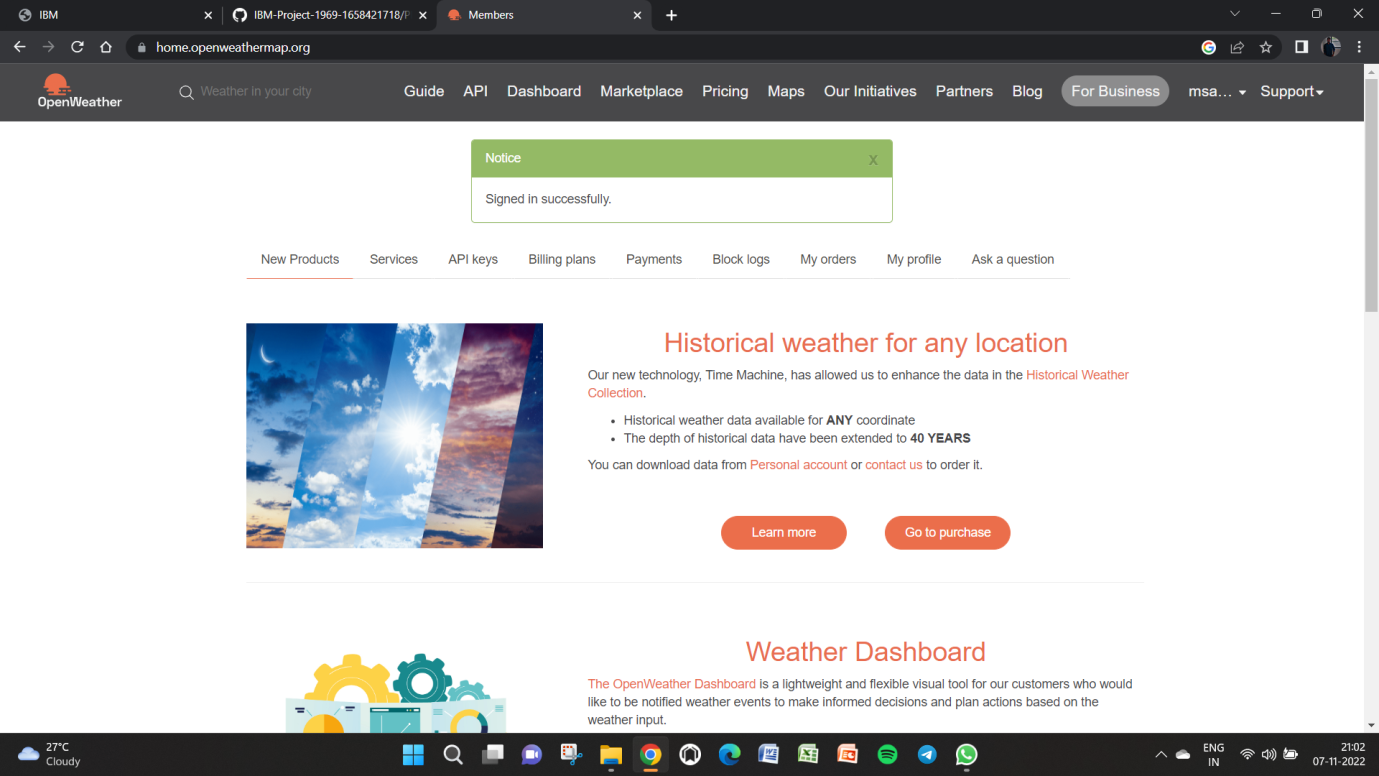 IBM
IBM-Project-1969-1658421718/P
Members
home.openweathermap.org
OpenWeather
Weather in your city
Guide API Dashboard Marketplace Pricing Maps Our Initiatives Partners Blog For Business msa... Support
Notice x
Signed in successfully.
New Products Services API keys Billing plans Payments Block logs My orders My profile Ask a question
Historical weather for any location
Our new technology, Time Machine, has allowed us to enhance the data in the Historical Weather
Collection.
• Historical weather data available for ANY coordinate
• The depth of historical data have been extended to 40 YEARS
You can download data from Personal account or contact us to order it.
Learn more Go to purchase
Weather Dashboard
The OpenWeather Dashboard is a lightweight and flexible visual tool for our customers who would
like to be notified weather events to make informed decisions and plan actions based on the
weather input.
27°C
Cloudy
ENG
IN
21:02
07-11-2022